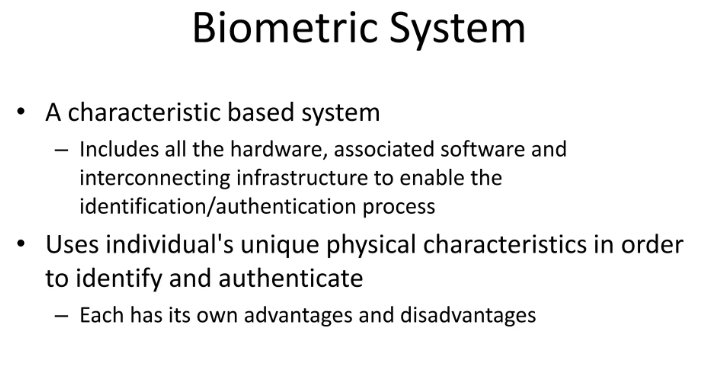 Biometric System
• A characteristic based system
– Includes all the hardware, associated software and
interconnecting infrastructure to enable the
identification/authentication process
• Uses individual's unique physical characteristics in order
to identify and authenticate
– Each has its own advantages and disadvantages